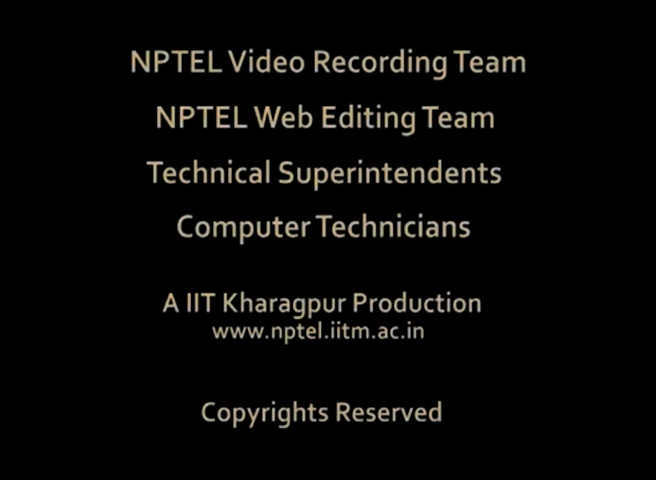 NPTEL Video Recording Team
NPTEL Web Editing Team
Technical Superintendents
Computer Technicians
A IIT Kharagpur Production
www.nptel.iitm.ac.in
Copyrights Reserved